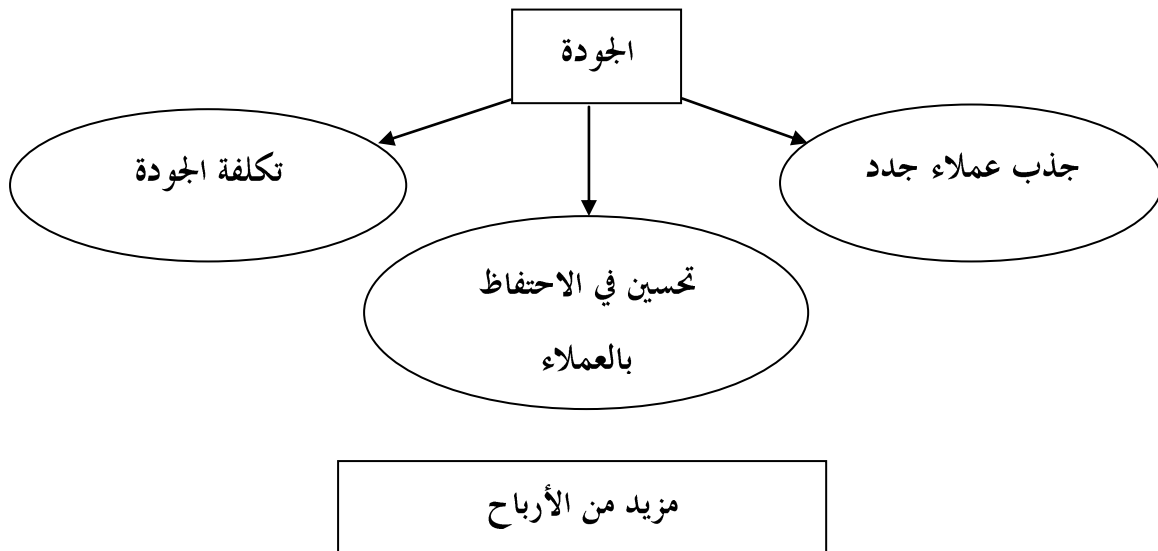 الجودة
جذب عملاء جدد
تكلفة الجودة
تحسين في الاحتفاظ
بالعملاء
مزيد من الأرباح